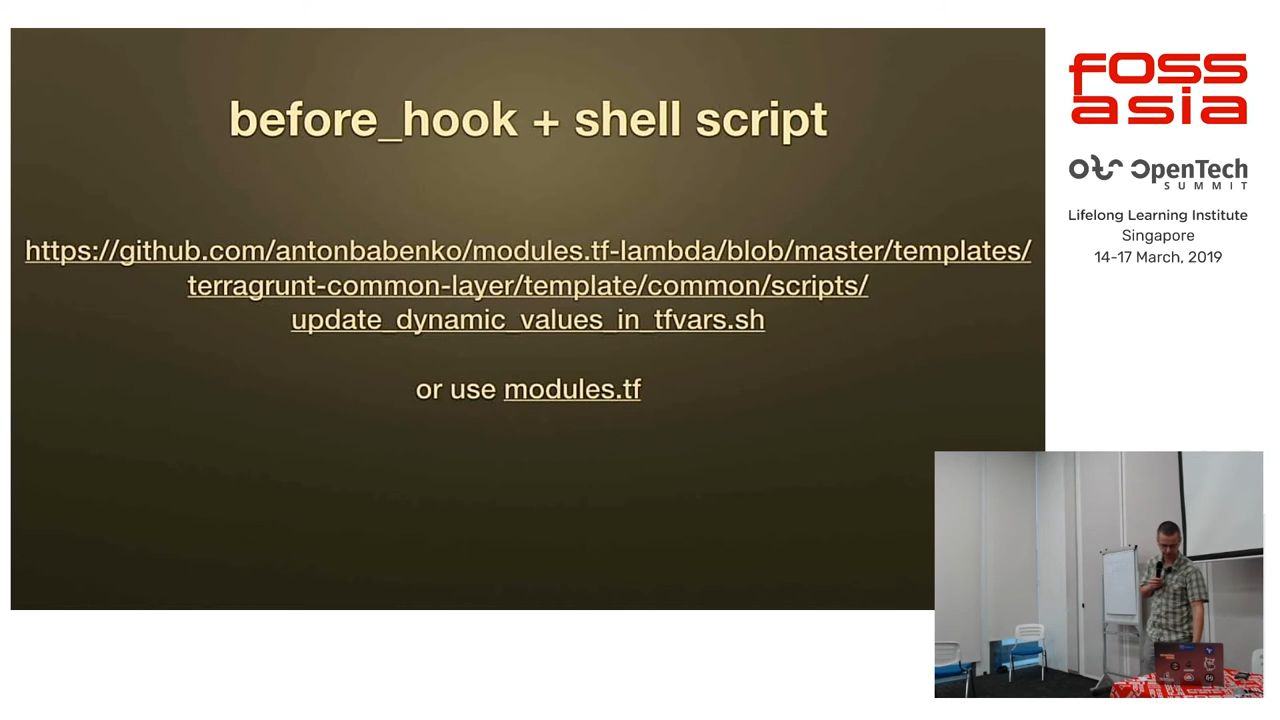 before_hook + shell script
https://github.com/antonbabenko/modules.tf-lambda/blob/master/templates/
terragrunt-common-layer/template/common/scripts/
update_dynamic_values_in_tfvars.sh
or use modules.tf
foss
asia
OpenTech
SUMMIT
Lifelong Learning Institute
Singapore
14-17 March, 2019